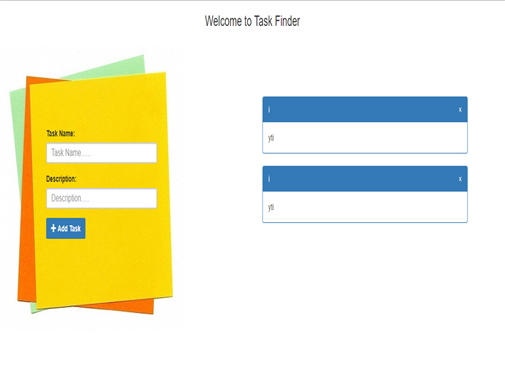 Welcome to Task Finder
Task Name:
Task Name.....
Description:
Description.....
+ Add Task
i x
yti
i x
yti